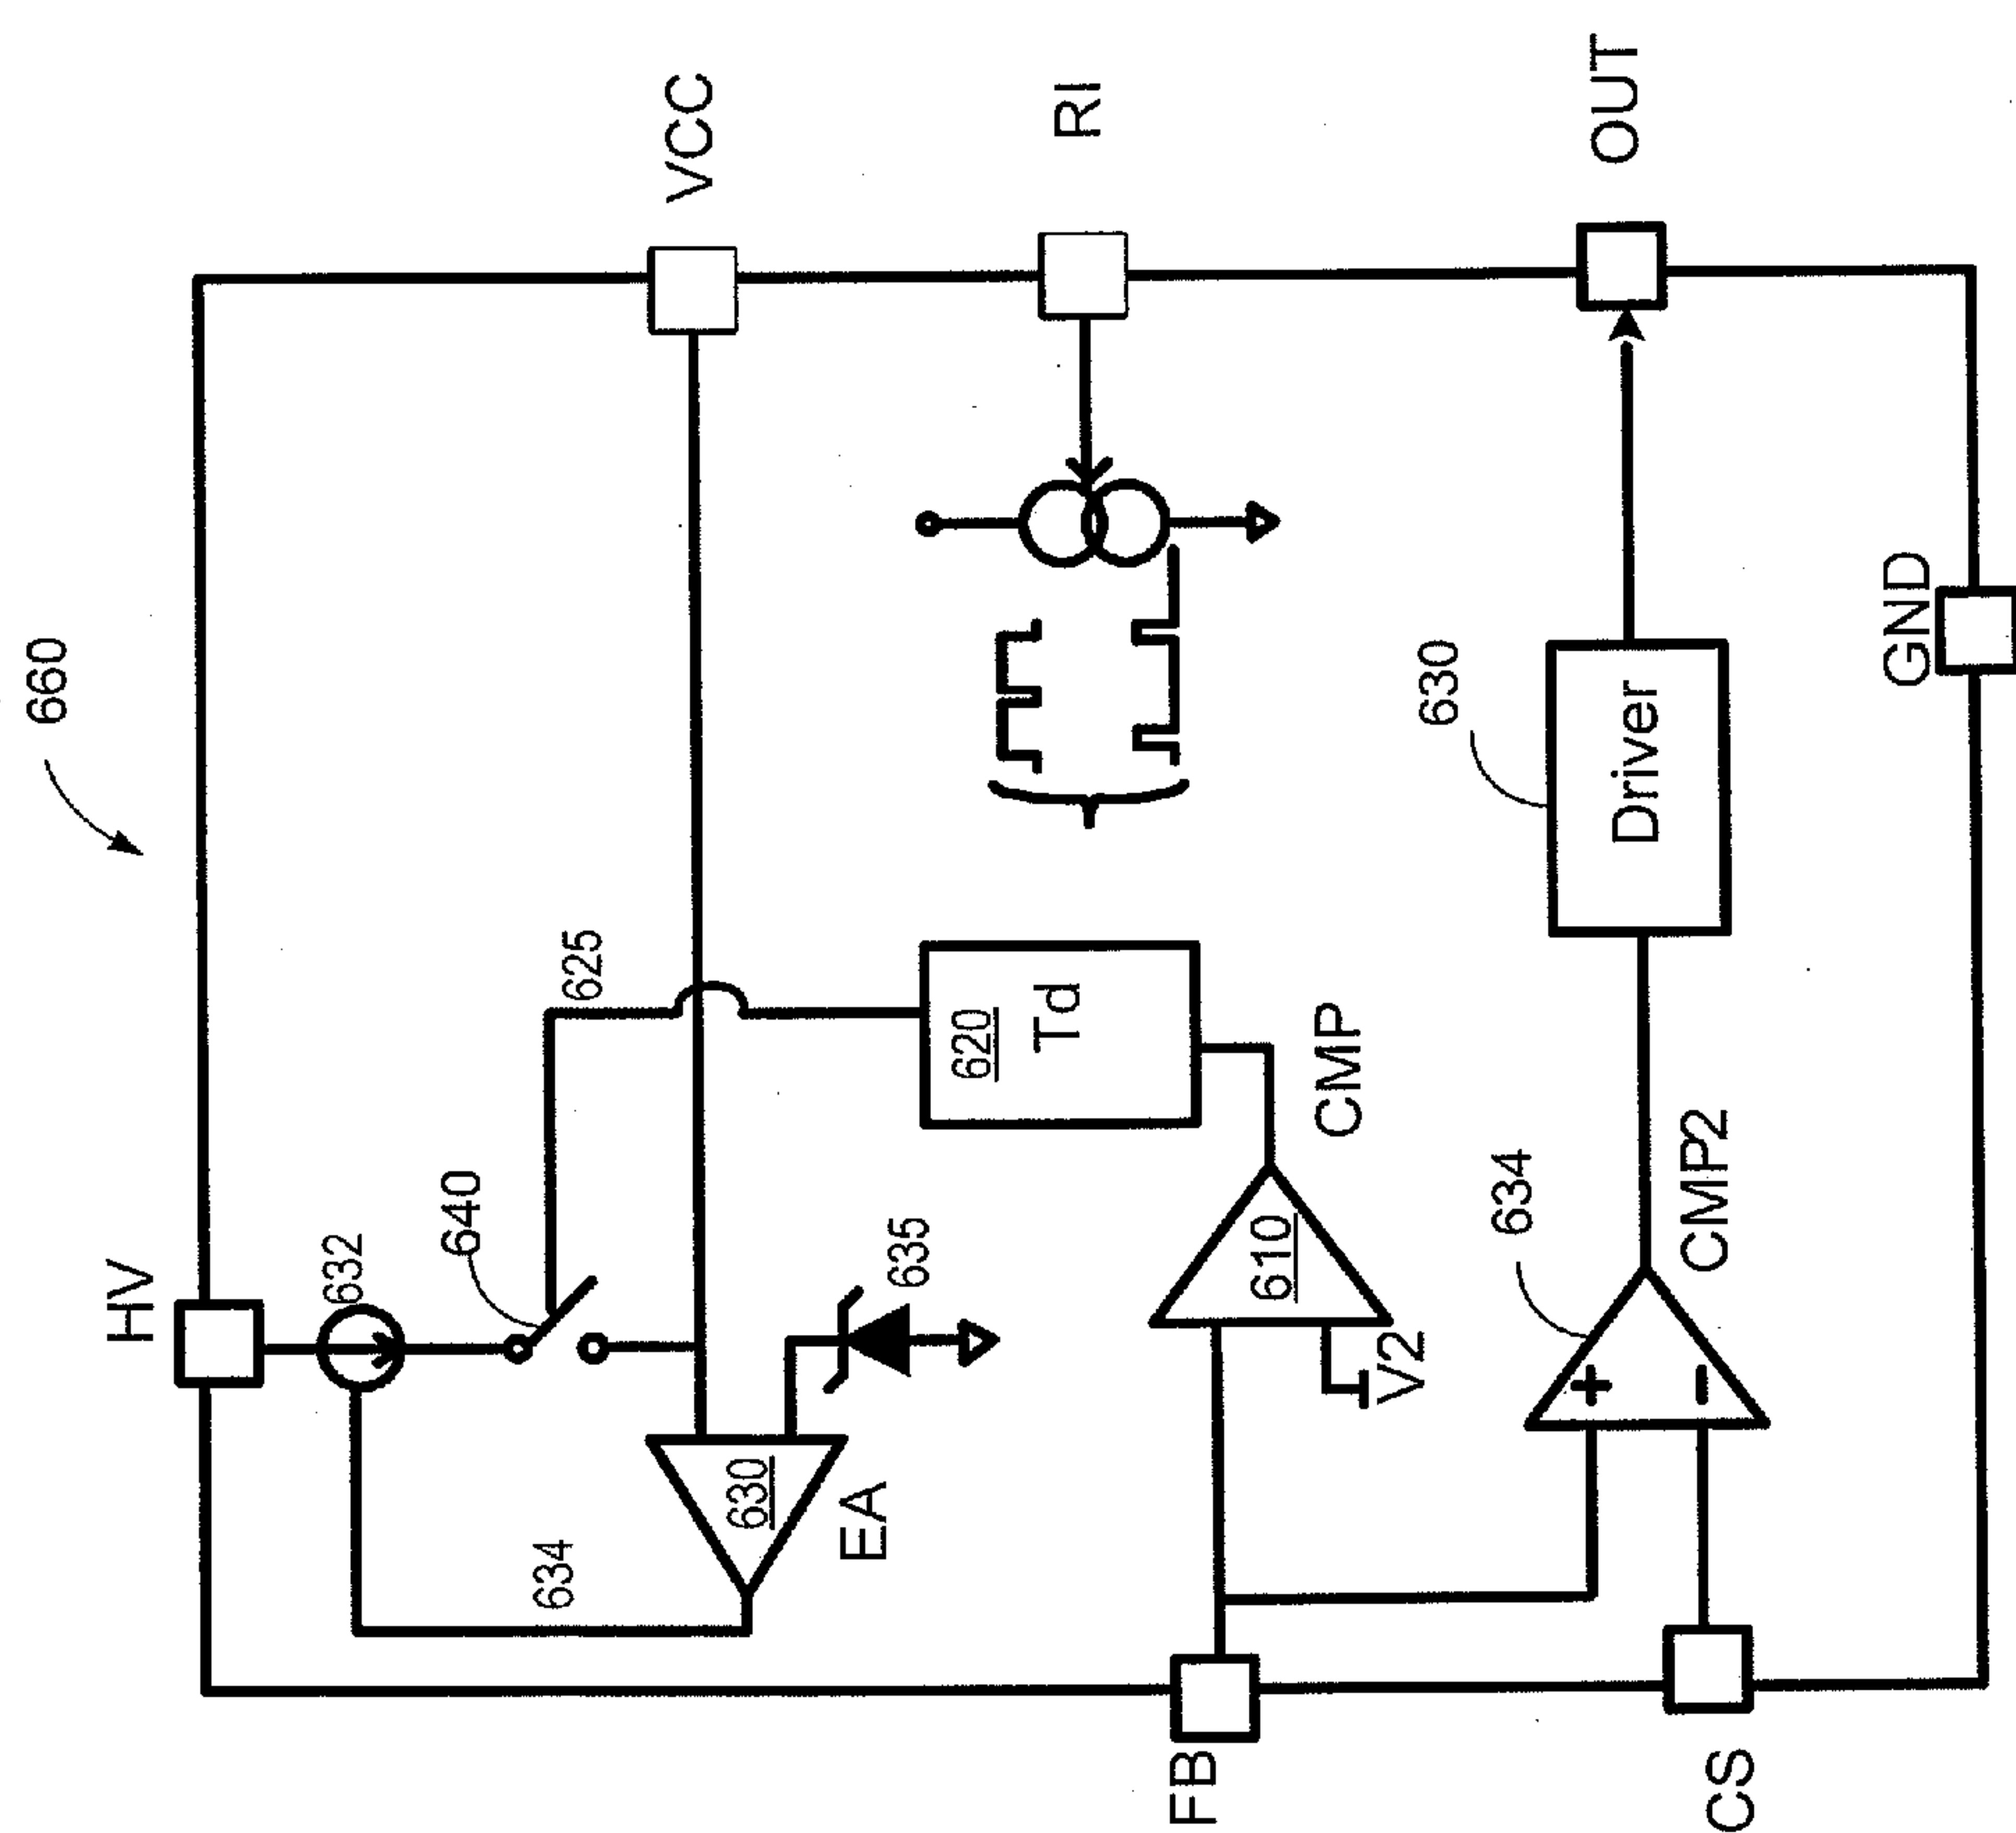 660
HV
VCC
632
640
625
634
630
EA
635
RI
620
Td
610
CMP
V2
FB
630
Driver
OUT
634
CMP2
CS
GND